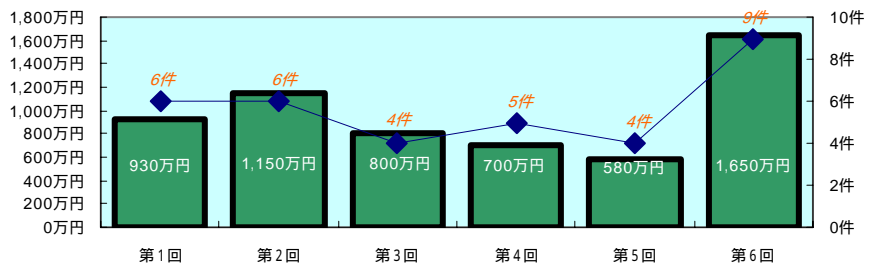 1,800万円
1,600万円
1,400万円
1,200万円
1,000万円
800万円
600万円
400万円
200万円
0万円
10件
8件
6件
4件
2件
0件
6件
6件
4件
5件
4件
9件
930万円
1,150万円
800万円
700万円
580万円
1,650万円
第1回
第2回
第3回
第4回
第5回
第6回